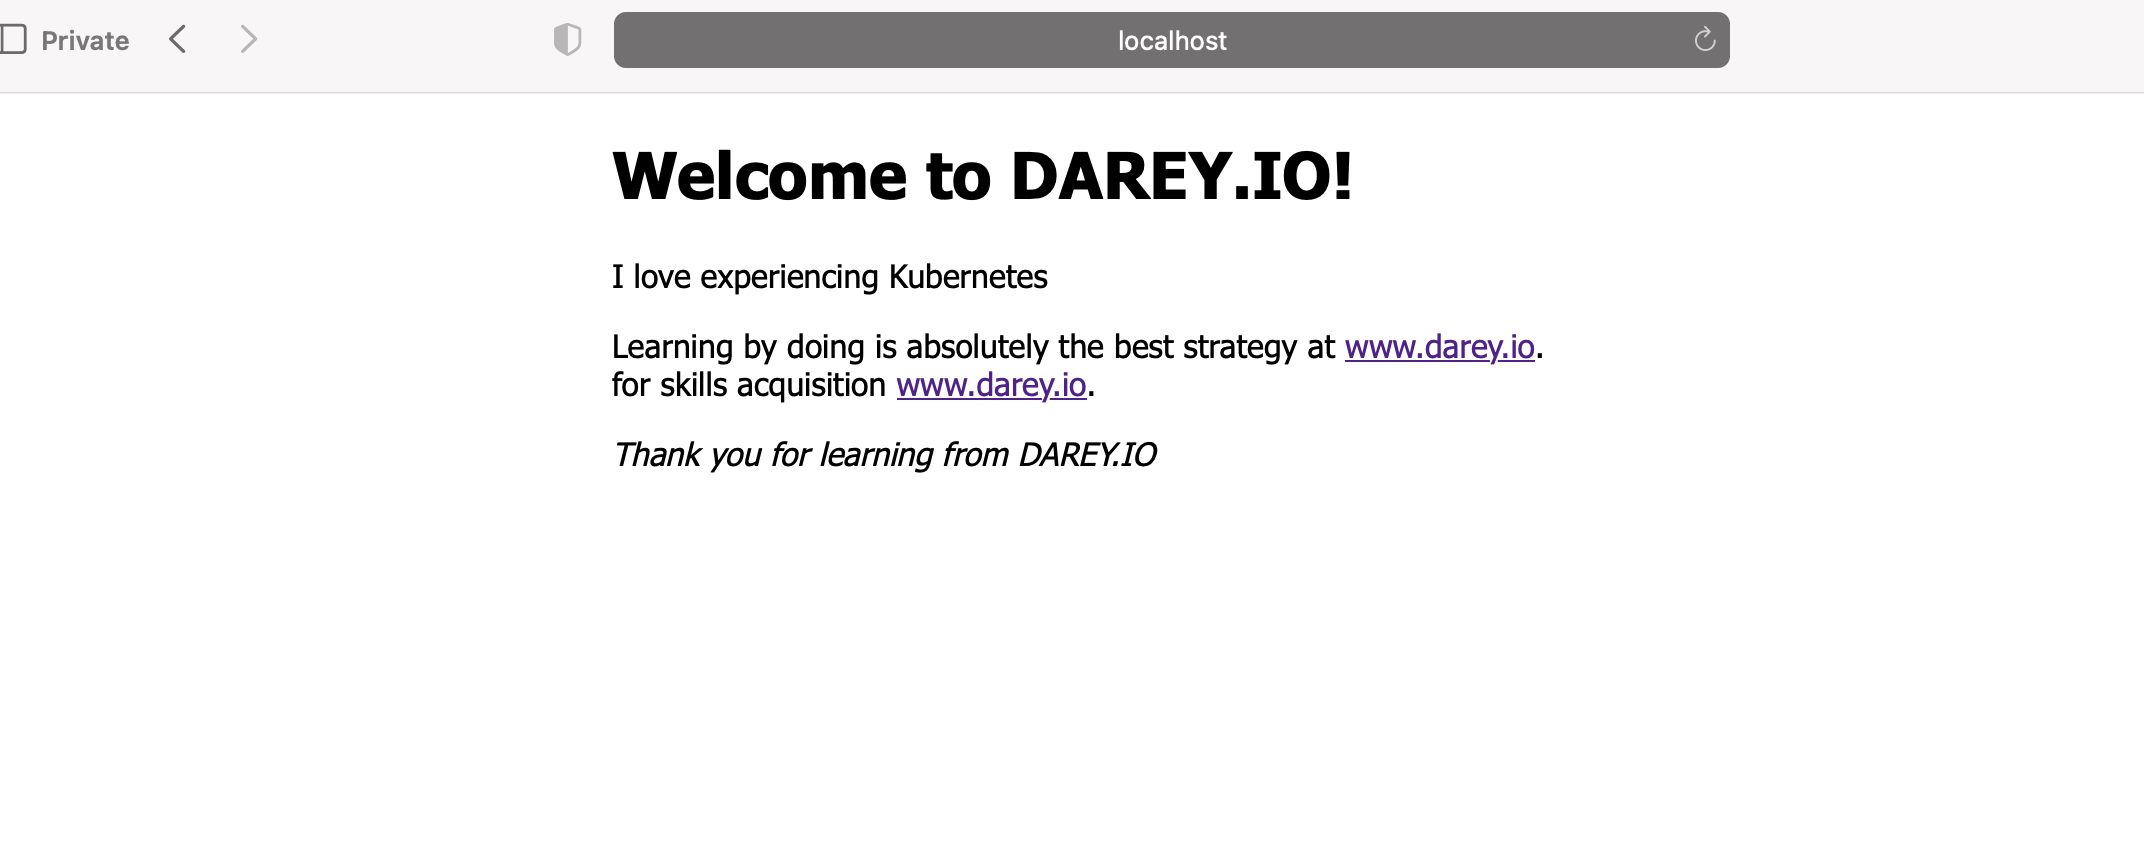 Private
localhost
Welcome to DAREY.IO!
I love experiencing Kubernetes
Learning by doing is absolutely the best strategy at www.darey.io.
for skills acquisition www.darey.io.
Thank you for learning from DAREY.IO